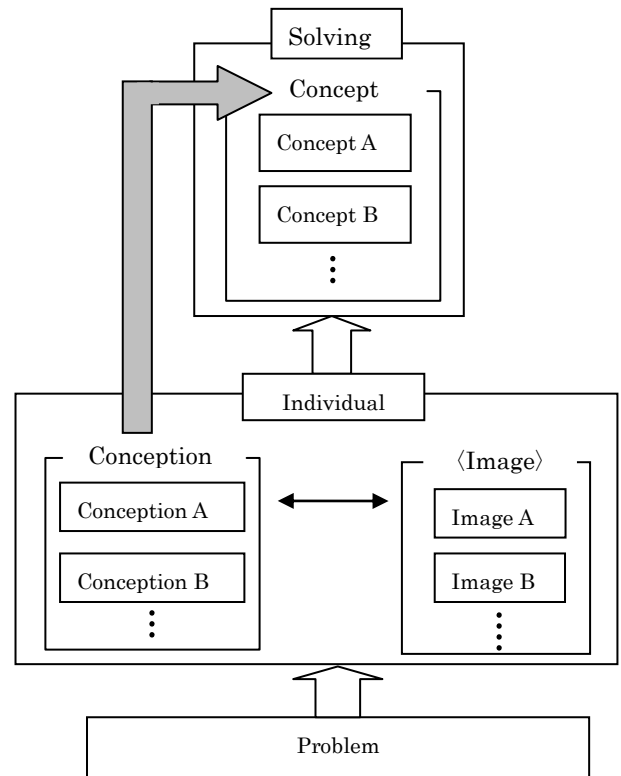 Solving
Concept
Concept A
Concept B
⋮
Individual
Conception
Conception A
Conception B
⋮
〈Image〉
Image A
Image B
⋮
Problem